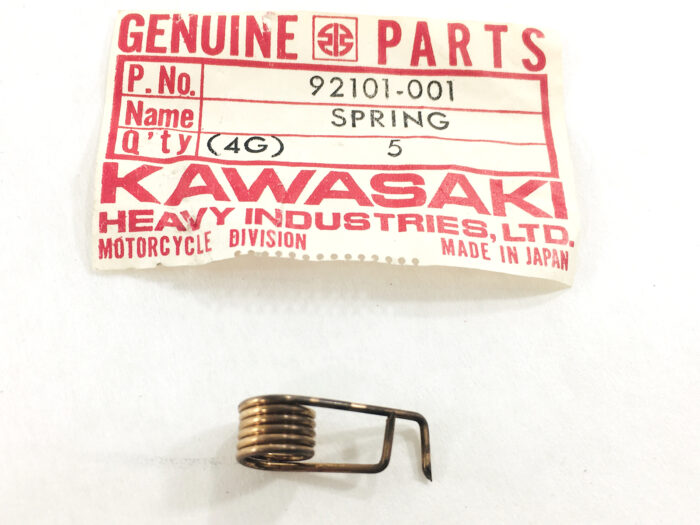 GENUINE PARTS
P. No. 92101-001
Name SPRING
Q'ty (4G) 5
KAWASAKI
HEAVY INDUSTRIES, LTD.
MOTORCYCLE DIVISION MADE IN JAPAN